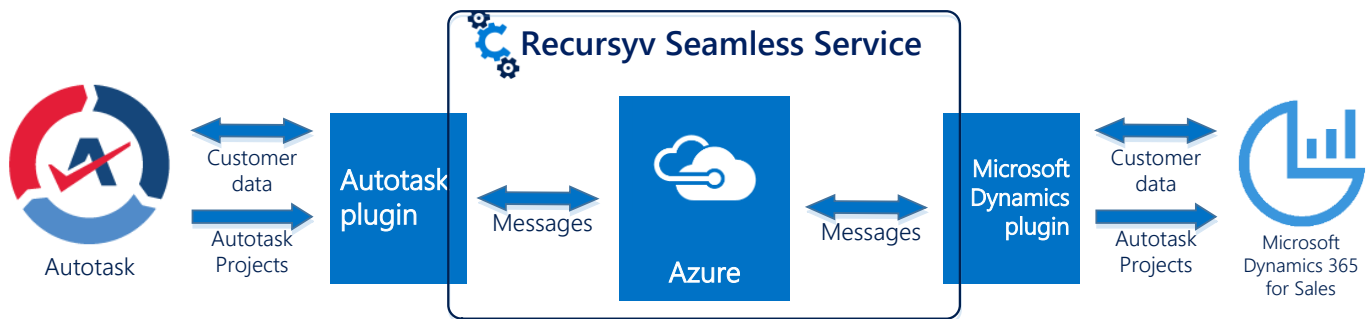 Recursyv Seamless Service
Customer
data
Autotask
Projects
Autotask
Autotask
plugin
Messages
Azure
Messages
Microsoft
Dynamics
plugin
Customer
data
Autotask
Projects
Microsoft
Dynamics 365
for Sales